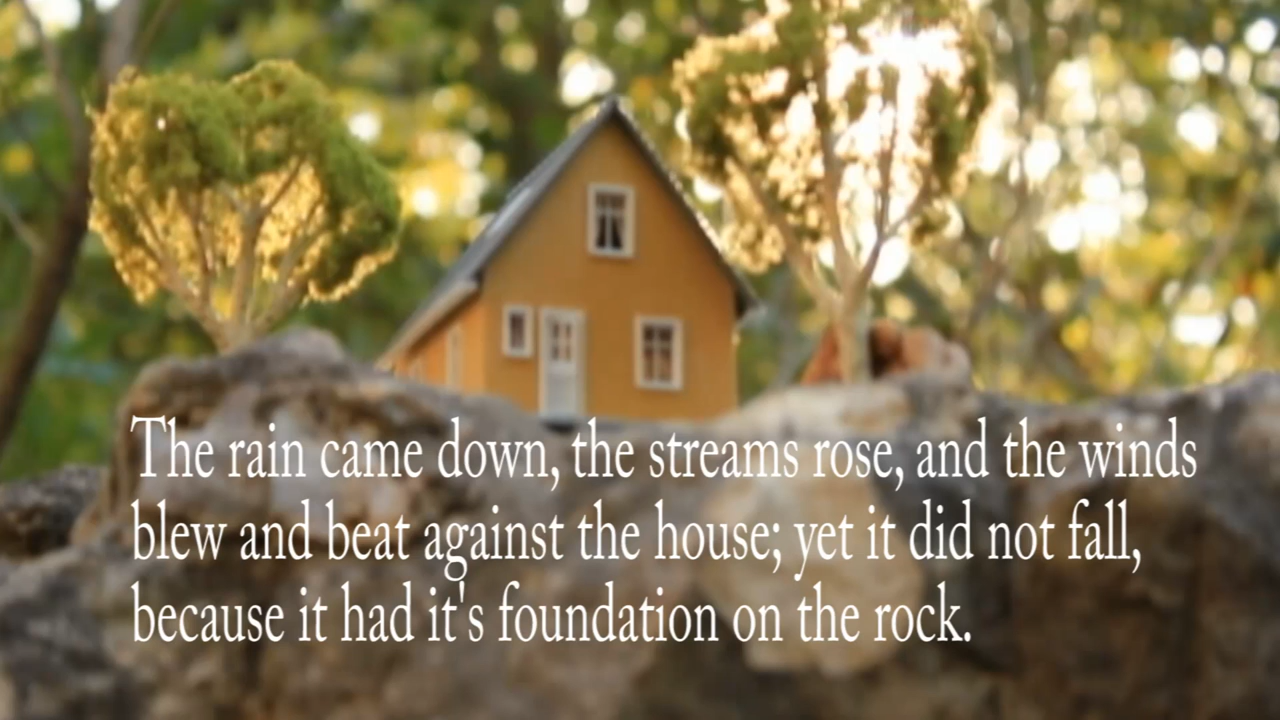 The rain came down, the streams rose, and the winds
blew and beat against the house; yet it did not fall,
because it had it's foundation on the rock.